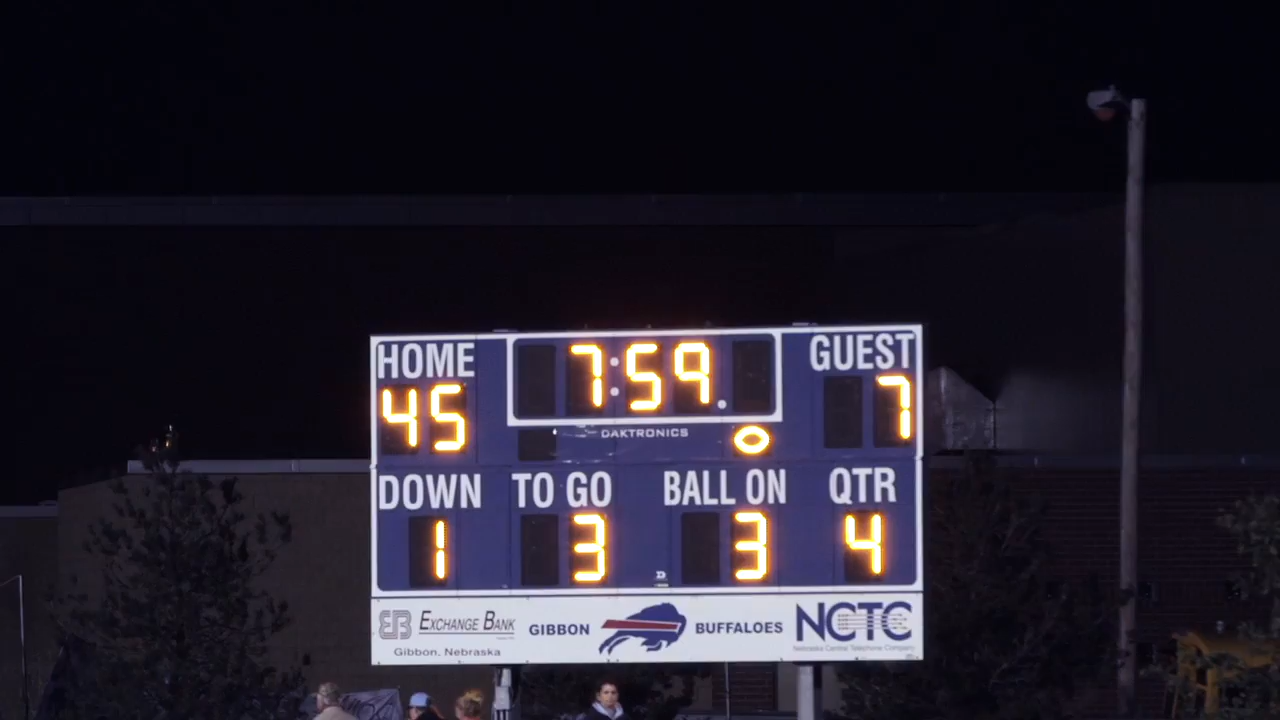 HOME 7:59. GUEST
45 7
DAKTRONICS
DOWN TO GO BALL ON QTR
1 3 3 4
EXCHANGE BANK
Gibbon, Nebraska
GIBBON BUFFALOES
NCTC
Nebraska Central Telephone Company